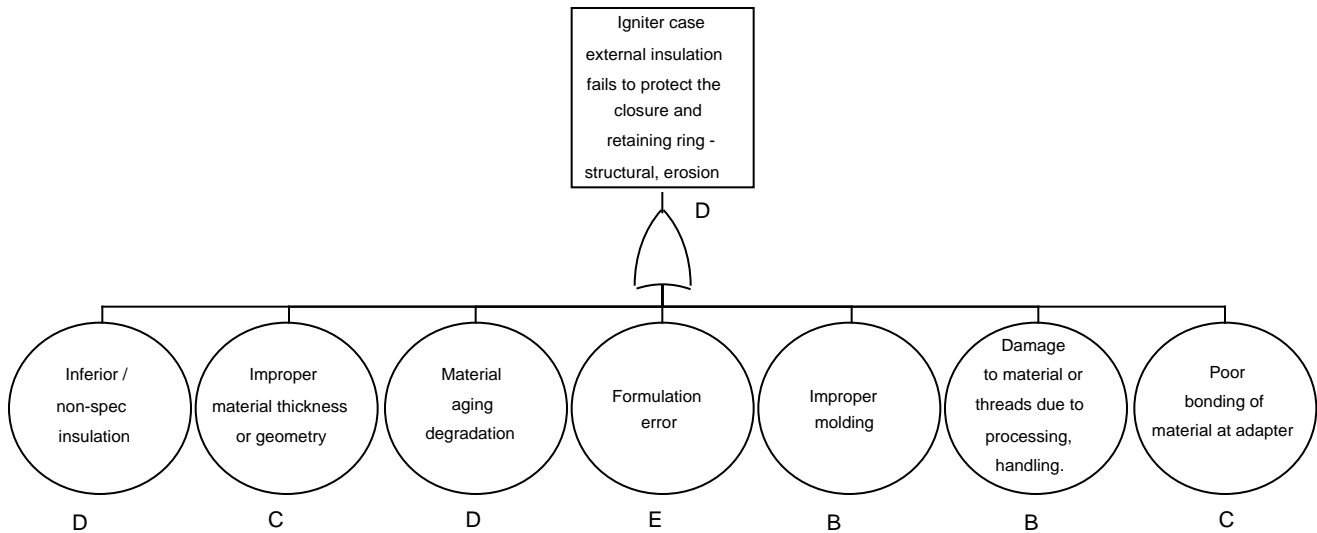 Igniter case
external insulation
fails to protect the
closure and
retaining ring -
structural, erosion
D
Inferior /
non-spec
insulation
D
Improper
material thickness
or geometry
C
Material
aging
degradation
D
Formulation
error
E
Improper
molding
B
Damage
to material or
threads due to
processing,
handling.
B
Poor
bonding of
material at adapter
C